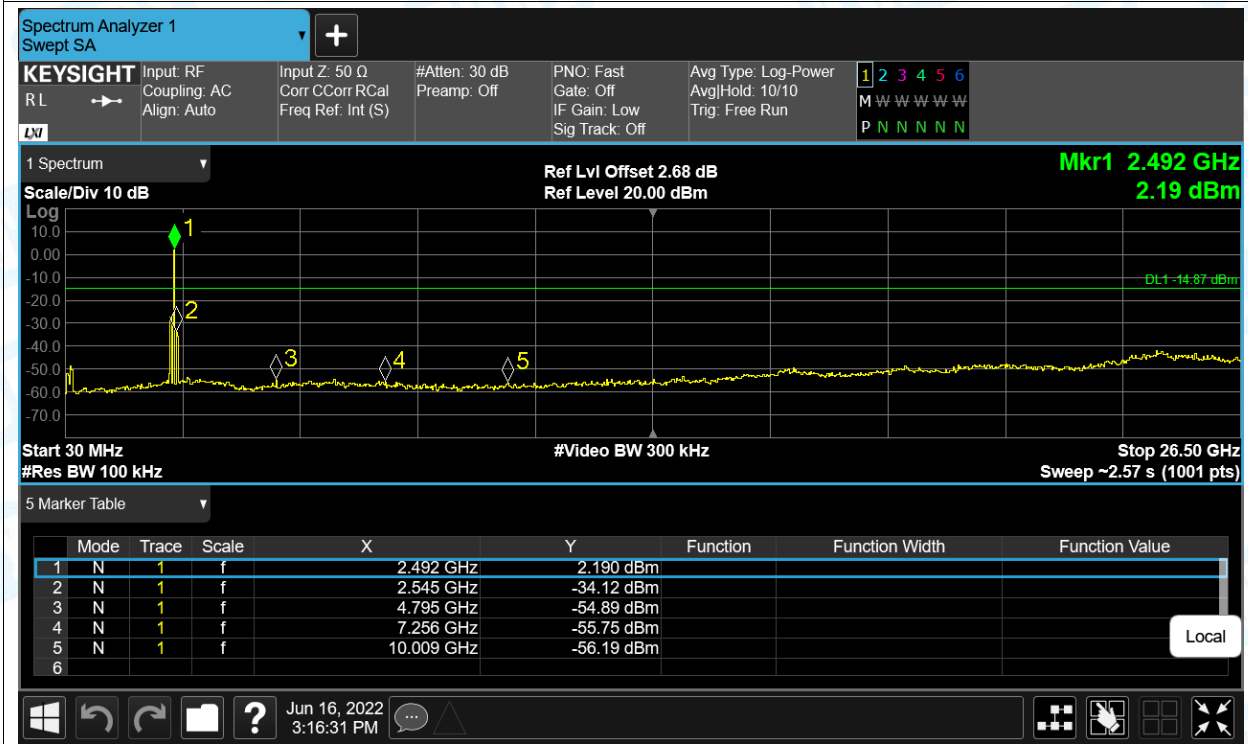 Spectrum Analyzer 1
Swept SA
+
KEYSIGHT Input: RF Input Z: 50 Ω #Atten: 30 dB PNO: Fast Avg Type: Log-Power 1 2 3 4 5 6
R L Coupling: AC Corr CCorr RCal Preamp: Off Gate: Off Avg|Hold: 10/10 M W W W W W
Align: Auto Freq Ref: Int (S) IF Gain: Low Trig: Free Run
LXI Sig Track: Off P N N N N N
1 Spectrum Ref Lvl Offset 2.68 dB Mkr1 2.492 GHz
Scale/Div 10 dB Ref Level 20.00 dBm 2.19 dBm
Log
10.0 1
0.00
-10.0 DL1 -14.87 dBm
-20.0 2
-30.0
-40.0 3 4 5
-50.0
-60.0
-70.0
Start 30 MHz #Video BW 300 kHz Stop 26.50 GHz
#Res BW 100 kHz Sweep ~2.57 s (1001 pts)
5 Marker Table
Mode Trace Scale X Y Function Function Width Function Value
1 N 1 f 2.492 GHz 2.190 dBm
2 N 1 f 2.545 GHz -34.12 dBm
3 N 1 f 4.795 GHz -54.89 dBm
4 N 1 f 7.256 GHz -55.75 dBm
5 N 1 f 10.009 GHz -56.19 dBm
6
Local
? Jun 16, 2022
3:16:31 PM